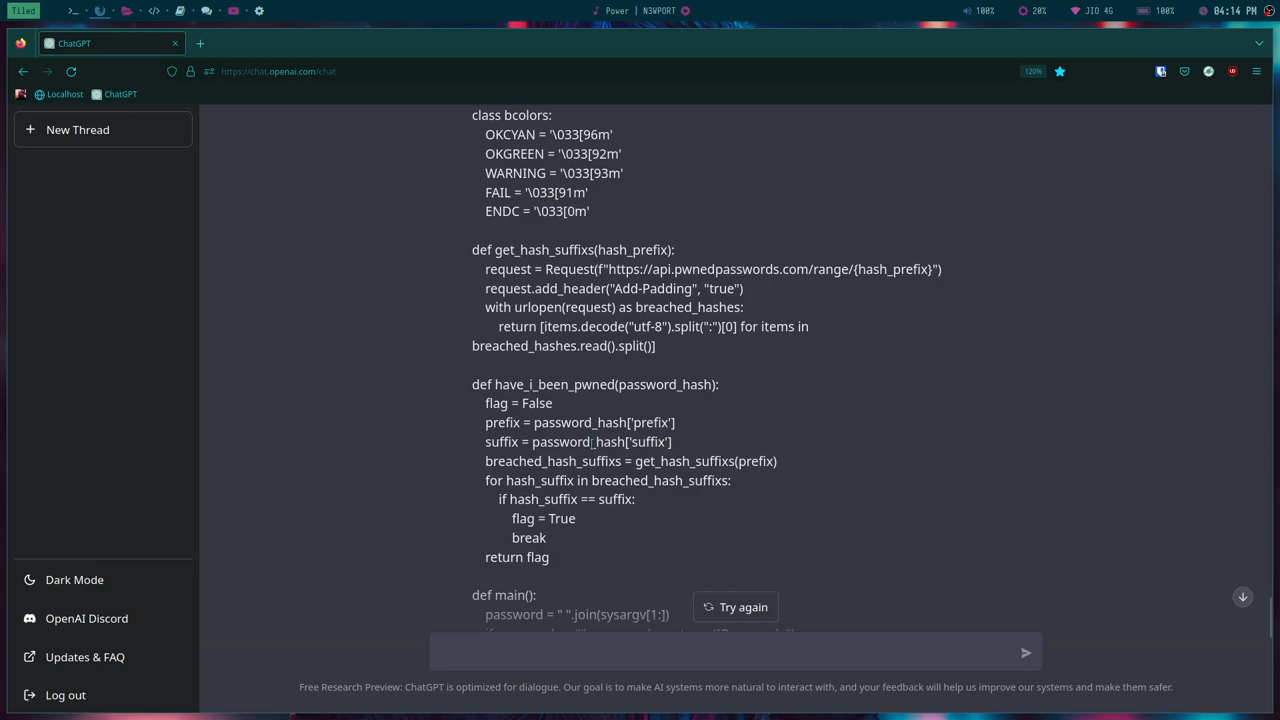 Tiled
Power | N3WPORT
100%
20%
JIO 4G
100%
04:14 PM
ChatGPT
https://chat.openai.com/chat
120%
Localhost
ChatGPT
New Thread
class bcolors:
OKCYAN = '\033[96m'
OKGREEN = '\033[92m'
WARNING = '\033[93m'
FAIL = '\033[91m'
ENDC = '\033[0m'
def get_hash_suffixs(hash_prefix):
request = Request(f"https://api.pwnedpasswords.com/range/{hash_prefix}")
request.add_header("Add-Padding", "true")
with urlopen(request) as breached_hashes:
return [items.decode("utf-8").split(":")[0] for items in
breached_hashes.read().split()]
def have_i_been_pwned(password_hash):
flag = False
prefix = password_hash['prefix']
suffix = password_hash['suffix']
breached_hash_suffixs = get_hash_suffixs(prefix)
for hash_suffix in breached_hash_suffixs:
if hash_suffix == suffix:
flag = True
break
return flag
def main():
password = " ".join(sysargv[1:])
Try again
Dark Mode
OpenAI Discord
Updates & FAQ
Log out
Free Research Preview: ChatGPT is optimized for dialogue. Our goal is to make AI systems more natural to interact with, and your feedback will help us improve our systems and make them safer.